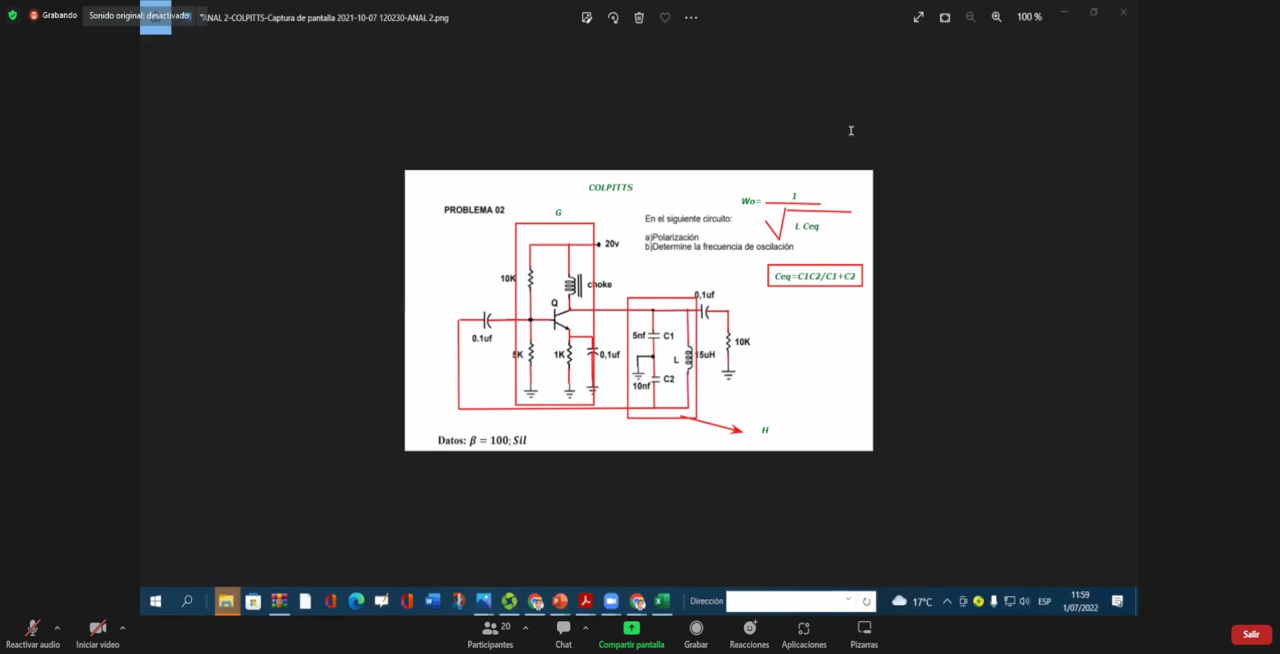 Grabando
Sonido original: desactivado
ANAL 2-COLPITTS-Captura de pantalla 2021-10-07 120230-ANAL 2.png
100 %
COLPITTS
PROBLEMA 02
G
Wo= 1
L Ceq
En el siguiente circuito:
a)Polarización
b)Determine la frecuencia de oscilación
20v
Ceq=C1C2/C1+C2
10K
choke
Q
0,1uf
0.1uf
5nf
C1
10K
5K
1K
0,1uf
L
15uH
10nf
C2
H
Datos: β = 100; Sil
Dirección
17°C
ESP
11:59
1/07/2022
Reactivar audio
Iniciar vídeo
Participantes
20
Chat
Compartir pantalla
Grabar
Reacciones
Aplicaciones
Pizarras
Salir